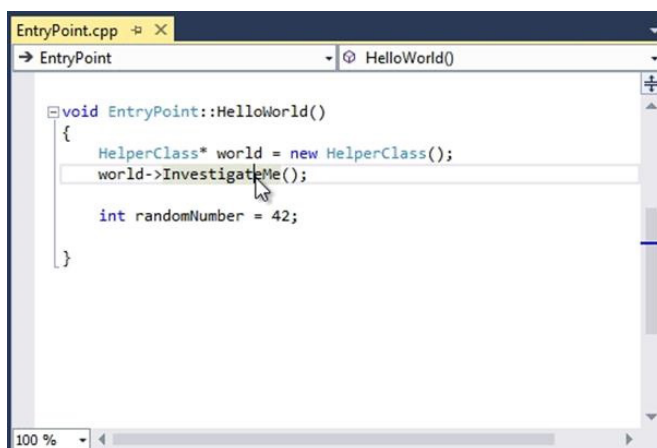 EntryPoint.cpp
EntryPoint HelloWorld()
void EntryPoint::HelloWorld()
{
HelperClass* world = new HelperClass();
world->InvestigateMe();
int randomNumber = 42;
}
100 %